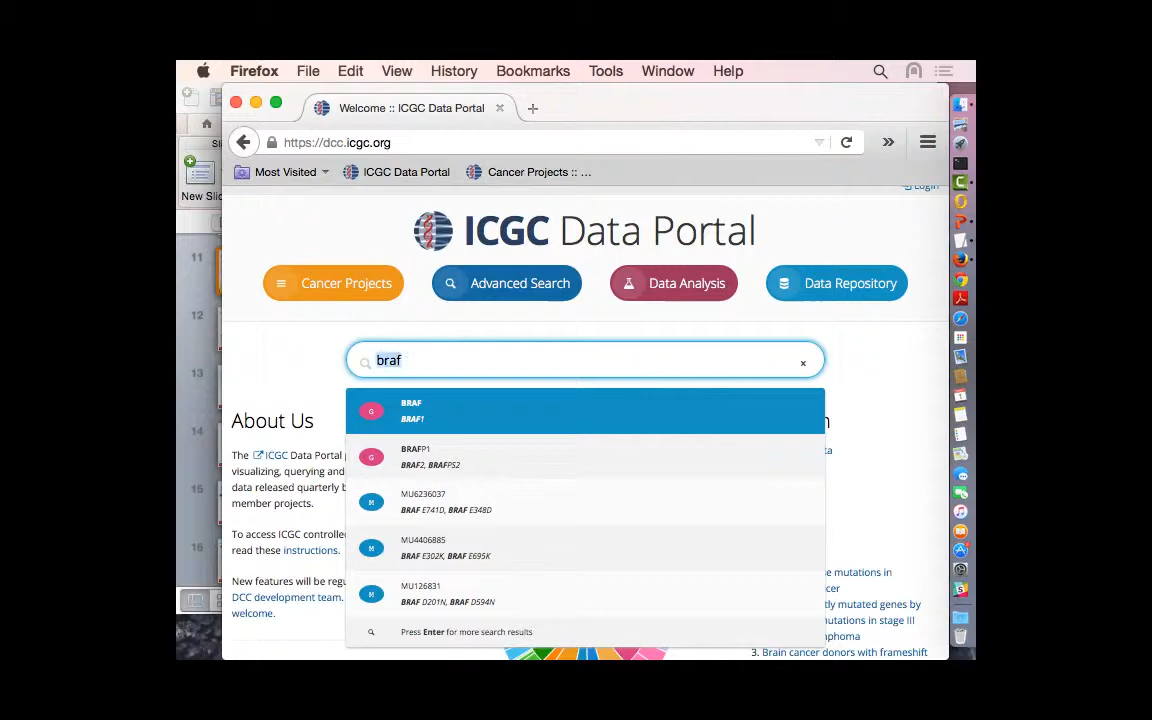 Firefox File Edit View History Bookmarks Tools Window Help
Welcome :: ICGC Data Portal
https://dcc.icgc.org
Most Visited ICGC Data Portal Cancer Projects :: ...
New Slid
Login
ICGC Data Portal
Cancer Projects Advanced Search Data Analysis Data Repository
11
12
13
14
15
16
braf
x
G
BRAF
BRAF1
G
BRAFP1
BRAF2, BRAFPS2
M
MU6236037
BRAF E741D, BRAF E348D
M
MU4406885
BRAF E302K, BRAF E695K
M
MU126831
BRAF D201N, BRAF D594N
Press Enter for more search results
About Us
The ICGC Data Portal
visualizing, querying and
data released quarterly
member projects.
To access ICGC controlle
read these instructions.
New features will be regu
DCC development team.
welcome.
ta
e mutations in
cer
tly mutated genes by
mutations in stage III
mphoma
3. Brain cancer donors with frameshift